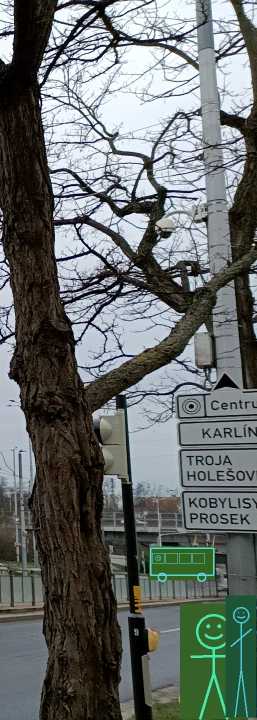 Centru
KARLÍN
TROJA
HOLEŠOV
KOBYLISY
PROSEK